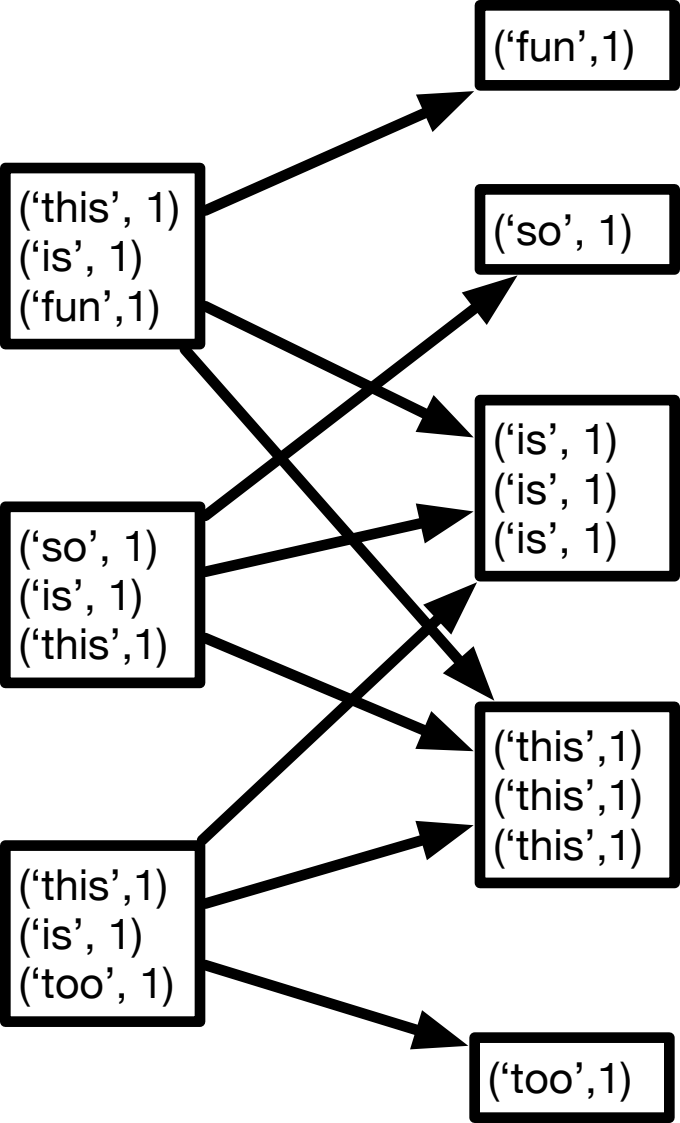 (‘this’, 1)
(‘is’, 1)
(‘fun’,1)
(‘so’, 1)
(‘is’, 1)
(‘this’,1)
(‘this’,1)
(‘is’, 1)
(‘too’, 1)
(‘fun’,1)
(‘so’, 1)
(‘is’, 1)
(‘is’, 1)
(‘is’, 1)
(‘this’,1)
(‘this’,1)
(‘this’,1)
(‘too’,1)